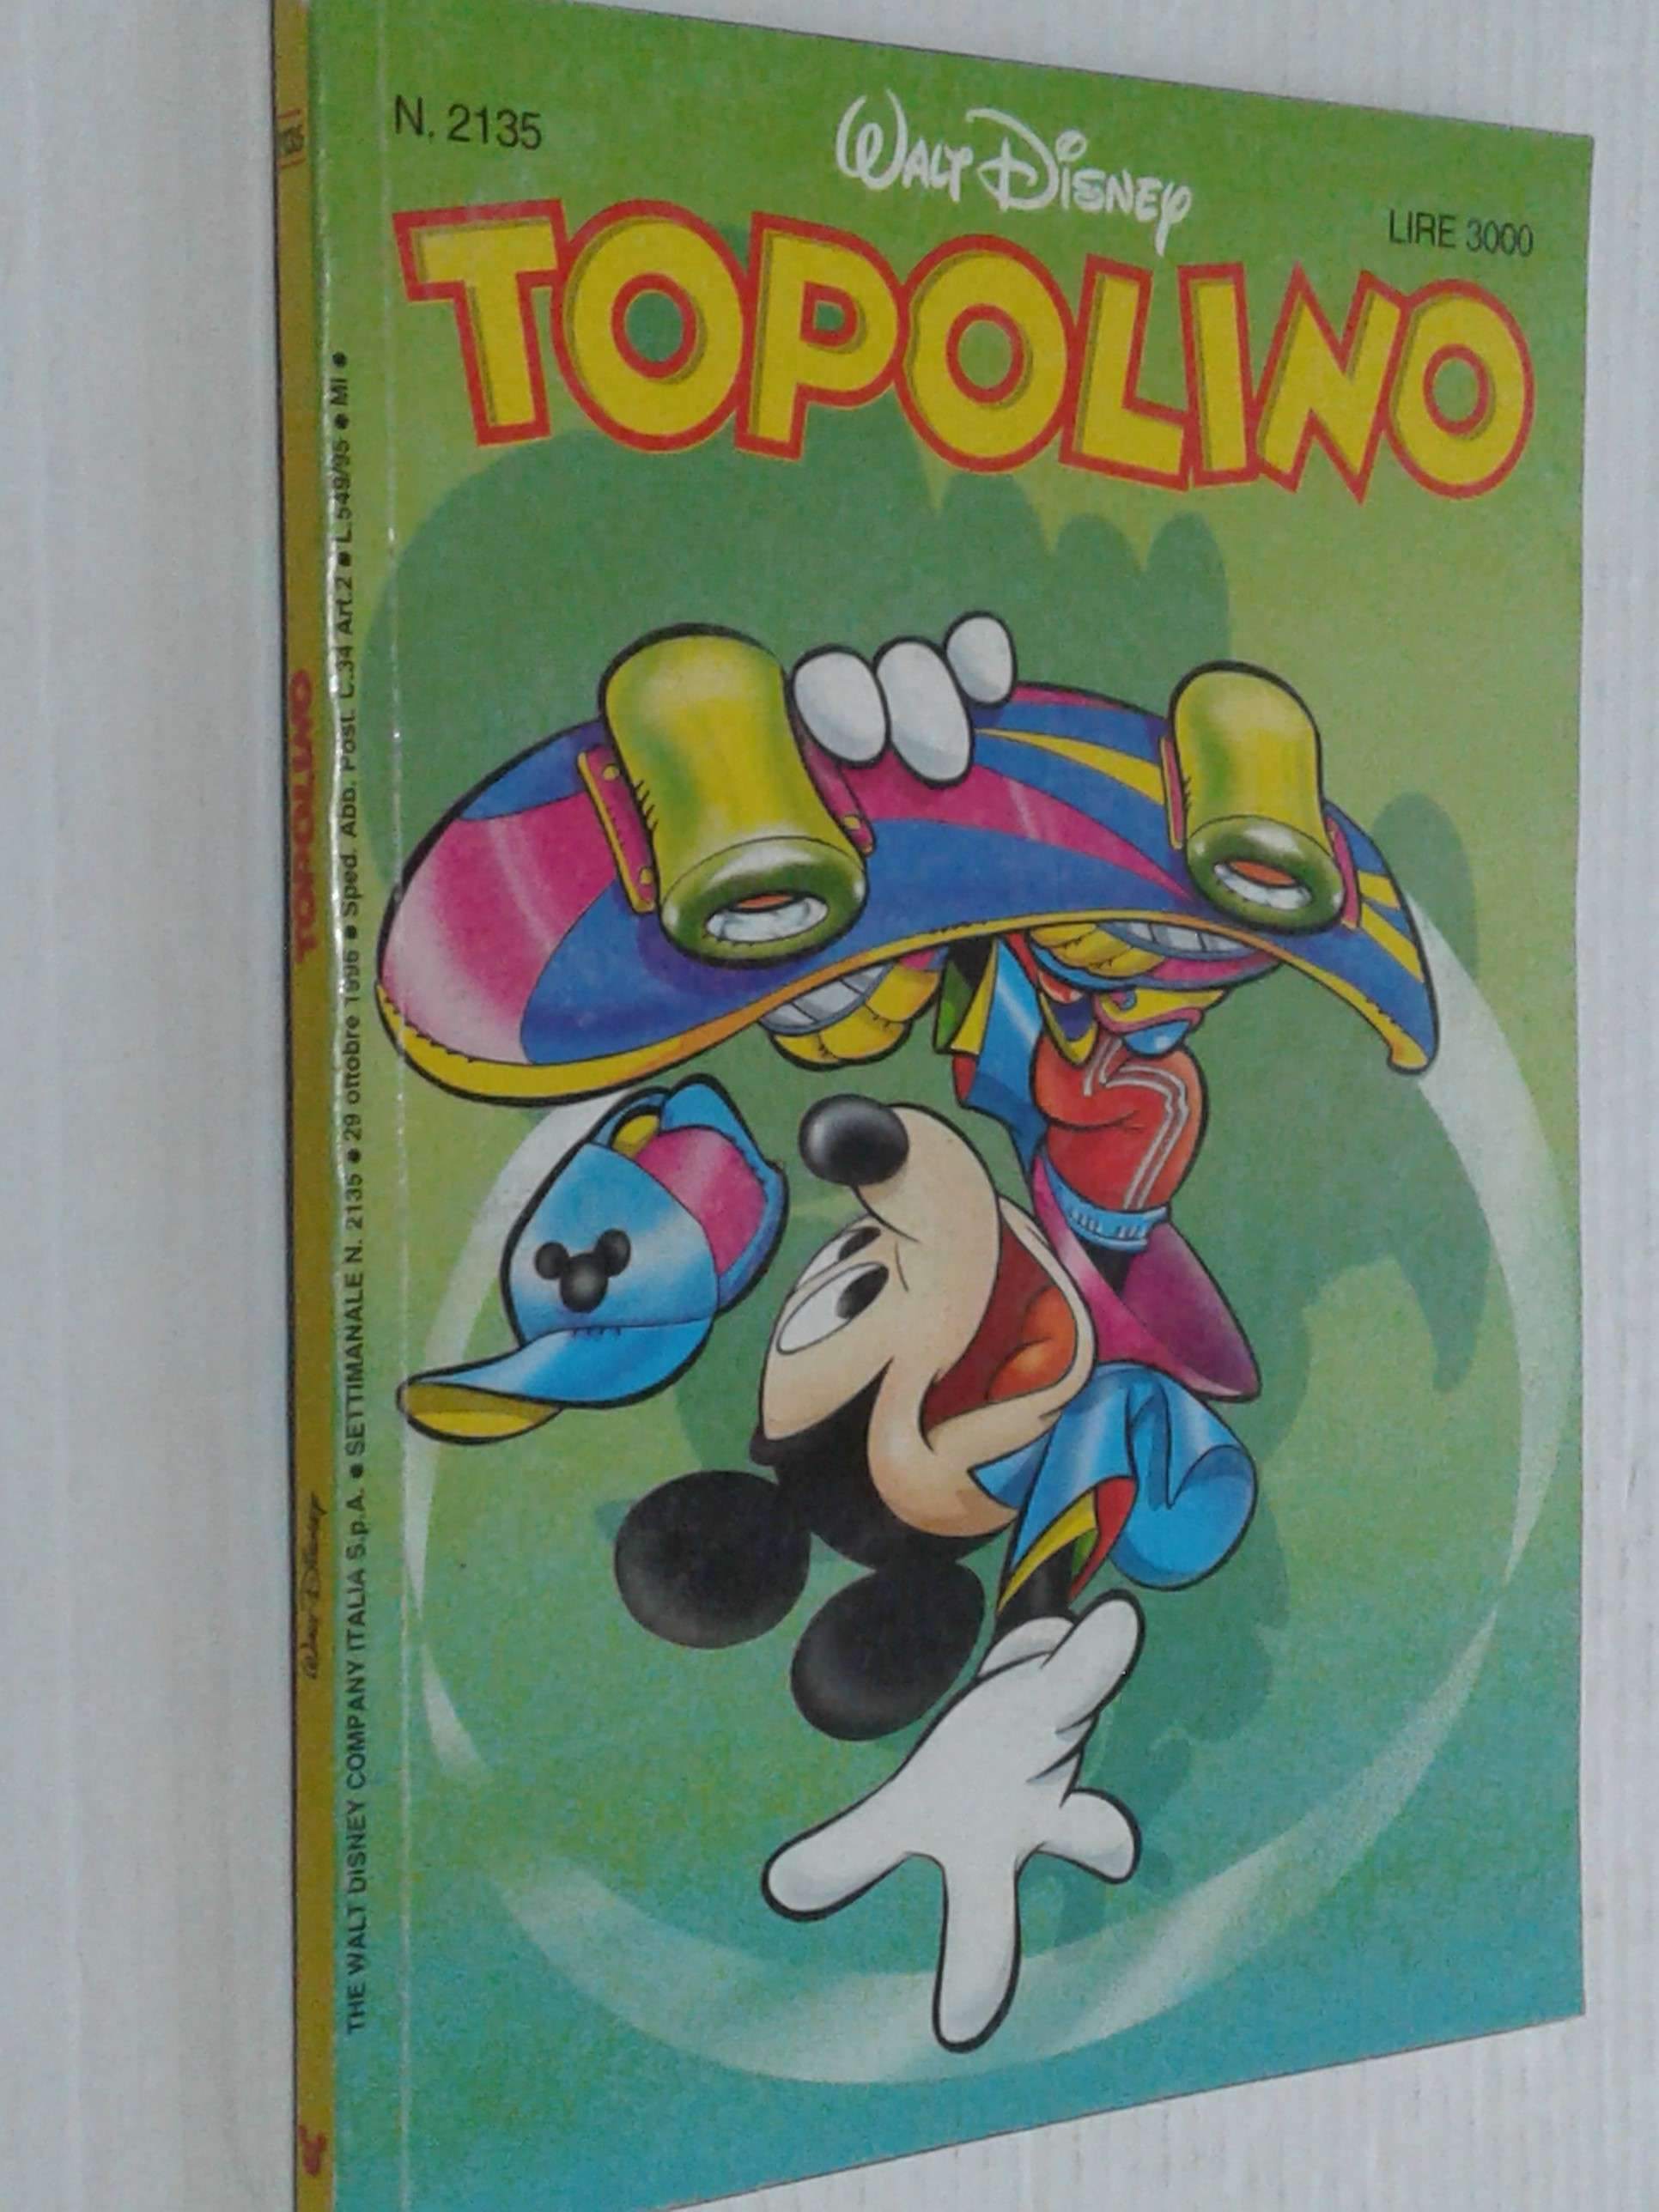 N. 2135
WALT DISNEY
LIRE 3000
TOPOLINO
THE WALT DISNEY COMPANY ITALIA S.p.A. ● SETTIMANALE N. 2135 ● 29 ottobre 1996 ● Sped. Abb. Post. C.34 Art.2 ● L.549/95 ● MI ●
TOPOLINO
Walt Disney